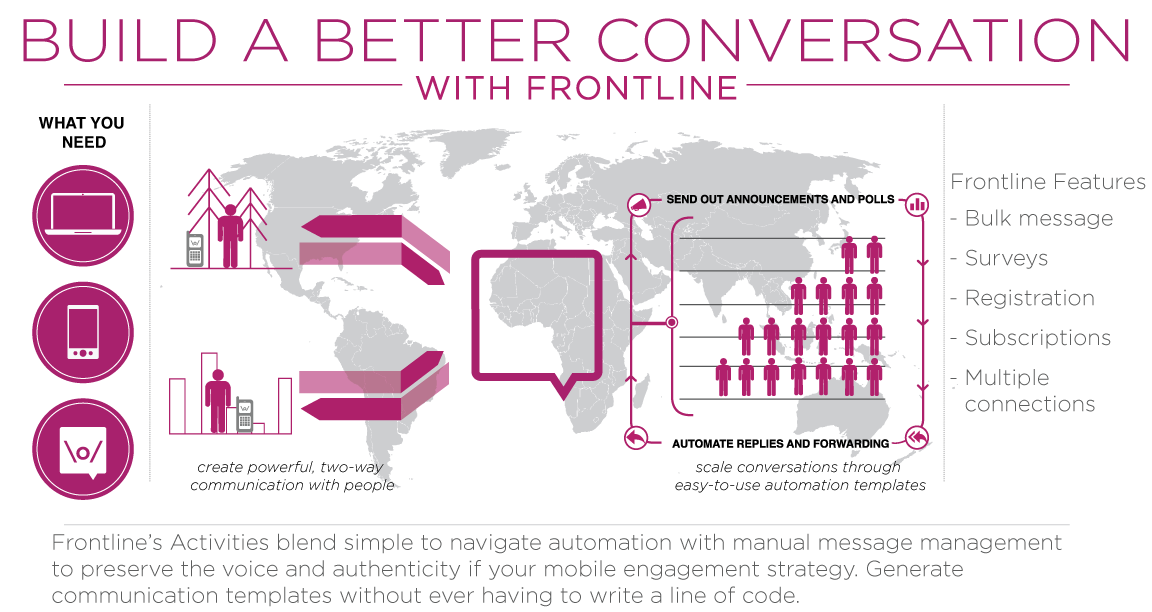 BUILD A BETTER CONVERSATION
WITH FRONTLINE
WHAT YOU
NEED
\o/
\o/
\o/
create powerful, two-way
communication with people
SEND OUT ANNOUNCEMENTS AND POLLS
AUTOMATE REPLIES AND FORWARDING
scale conversations through
easy-to-use automation templates
Frontline Features
- Bulk message
- Surveys
- Registration
- Subscriptions
- Multiple
connections
Frontline’s Activities blend simple to navigate automation with manual message management
to preserve the voice and authenticity if your mobile engagement strategy. Generate
communication templates without ever having to write a line of code.